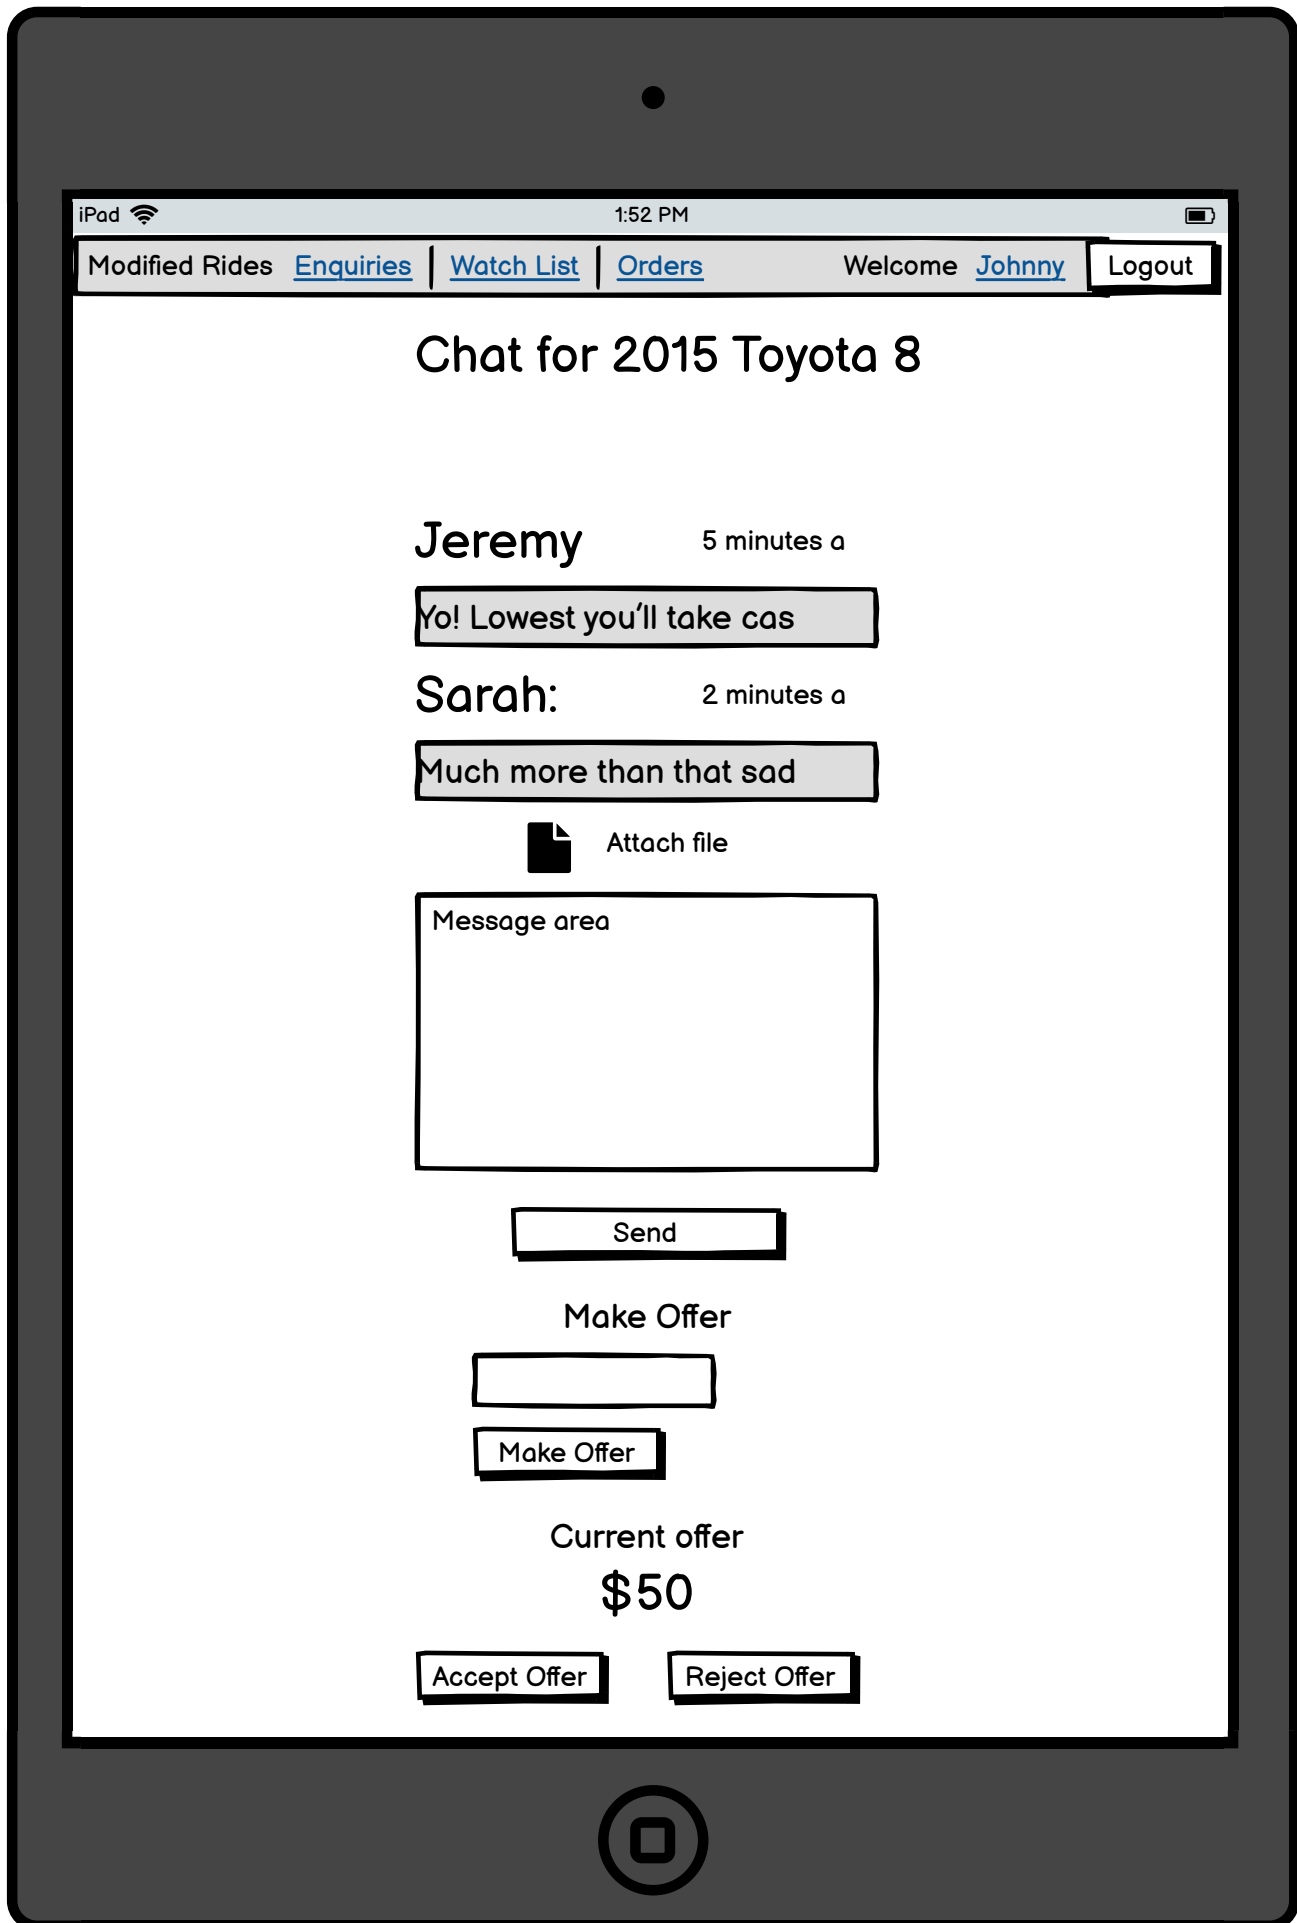 iPad 1:52 PM
Modified Rides Enquiries Watch List Orders Welcome Johnny Logout
Chat for 2015 Toyota 8
Jeremy 5 minutes a
Yo! Lowest you'll take cas
Sarah: 2 minutes a
Much more than that sad
Attach file
Message area
Send
Make Offer
Make Offer
Current offer
$50
Accept Offer Reject Offer